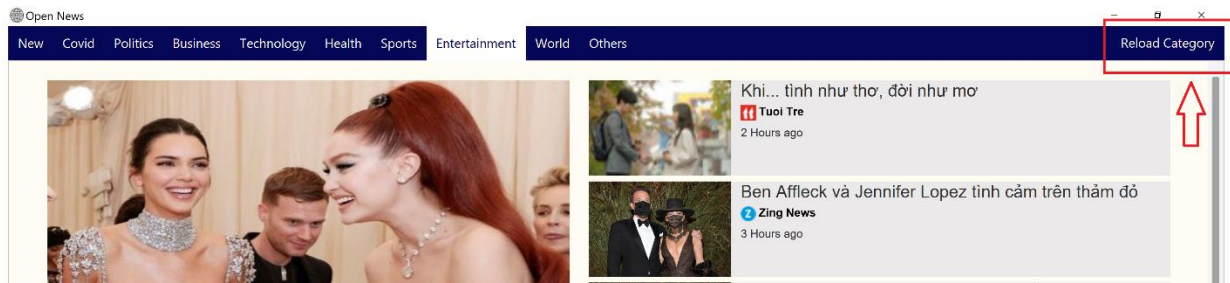 Open News
New Covid Politics Business Technology Health Sports Entertainment World Others Reload Category
Khi... tình như thơ, đời như mơ
tt Tuoi Tre
2 Hours ago
Ben Affleck và Jennifer Lopez tình cảm trên thảm đỏ
Z Zing News
3 Hours ago